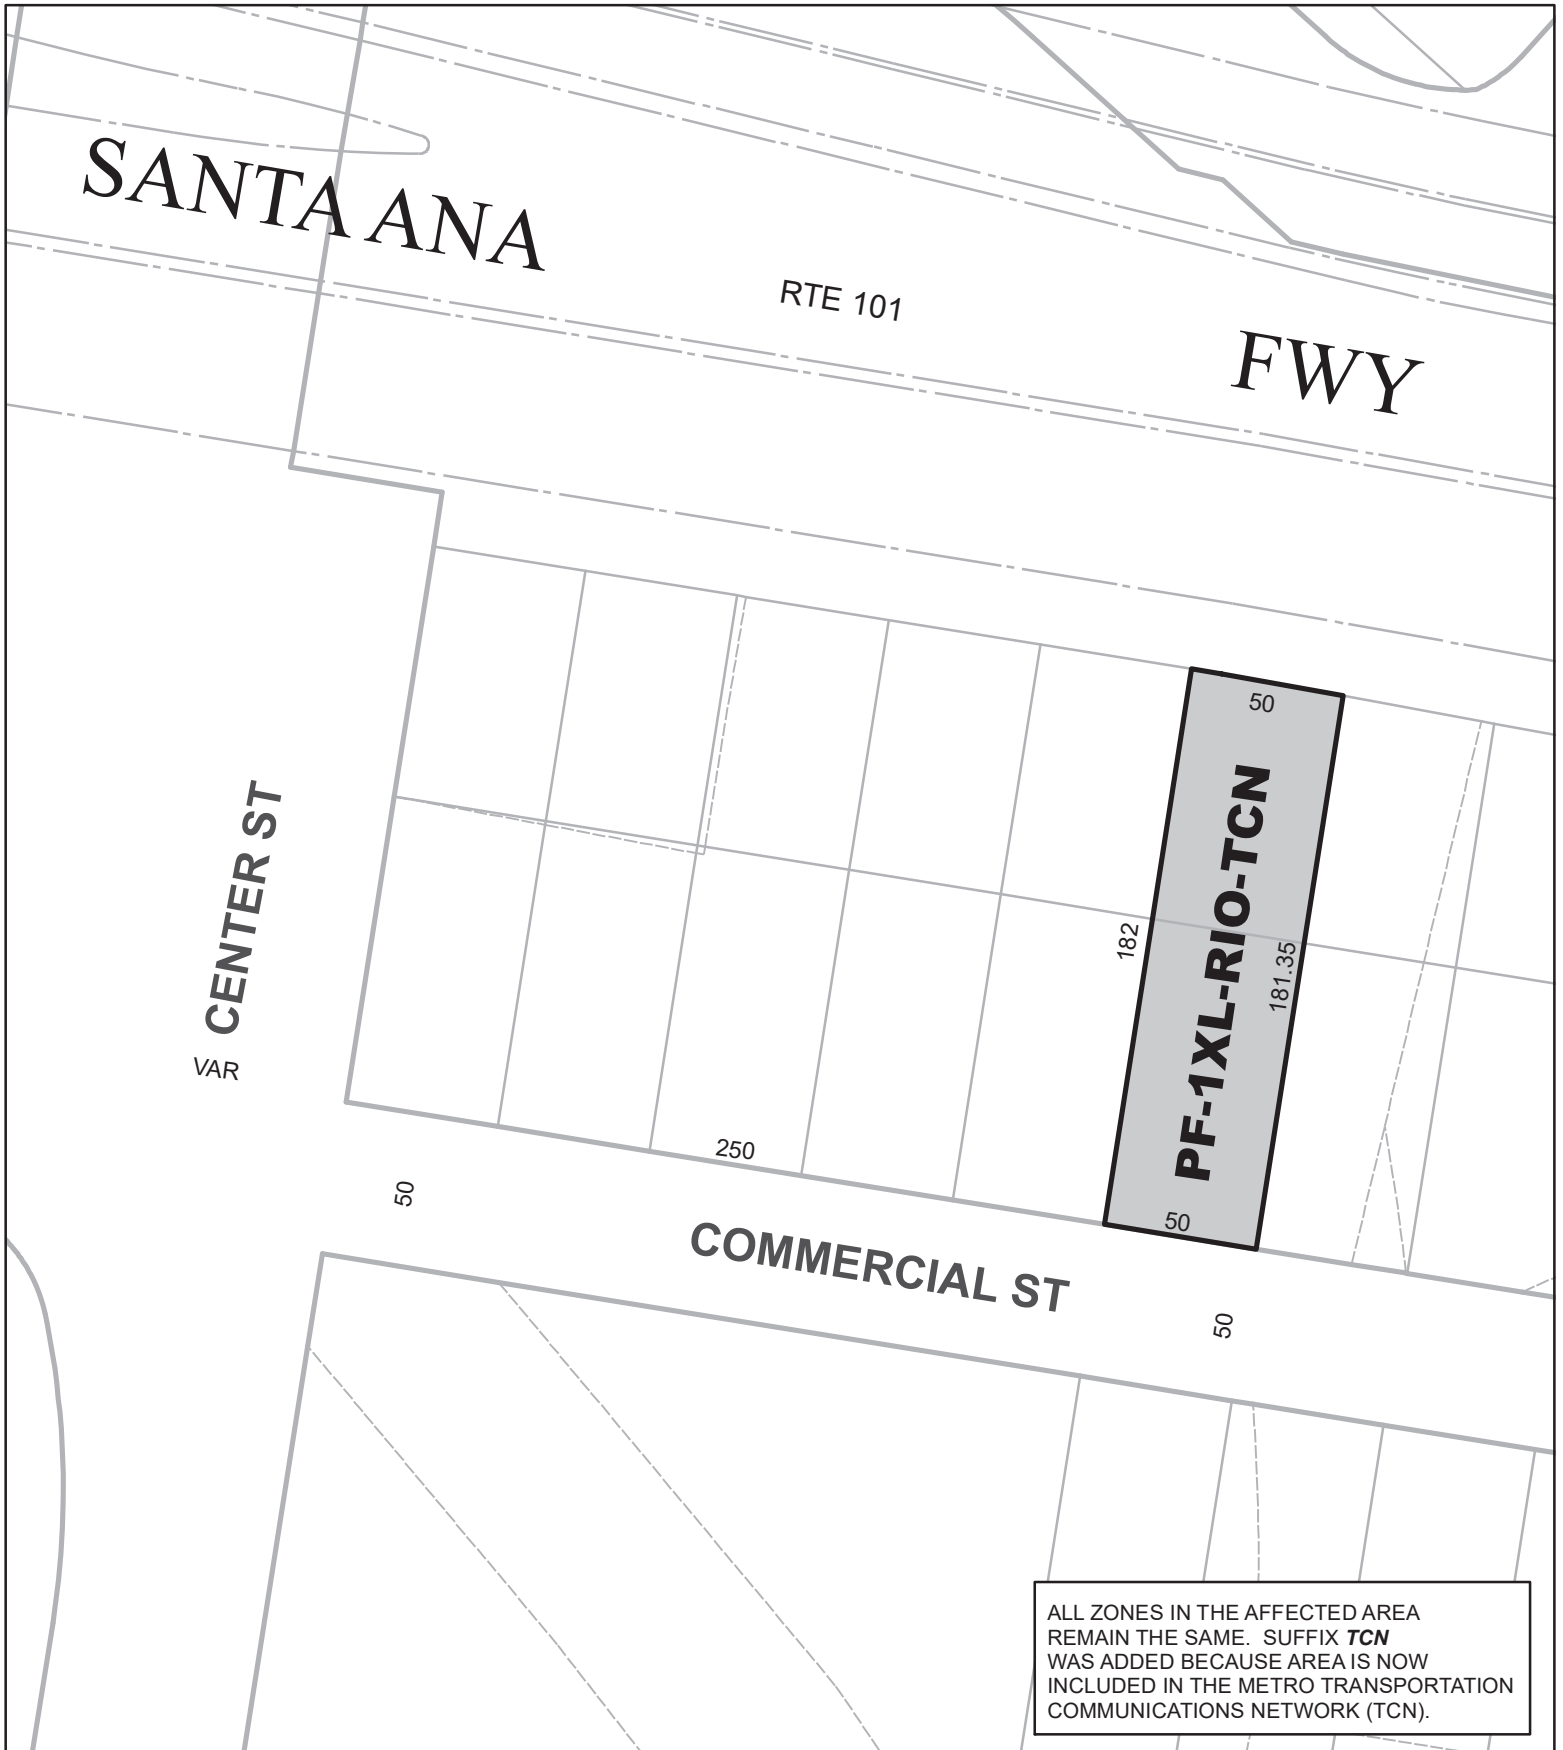 SANTA ANA
RTE 101
FWY
50
PF-1XL-RIO-TCN
182
181.35
CENTER ST
VAR
250
50
50
COMMERCIAL ST
50
ALL ZONES IN THE AFFECTED AREA
REMAIN THE SAME. SUFFIX TCN
WAS ADDED BECAUSE AREA IS NOW
INCLUDED IN THE METRO TRANSPORTATION
COMMUNICATIONS NETWORK (TCN).